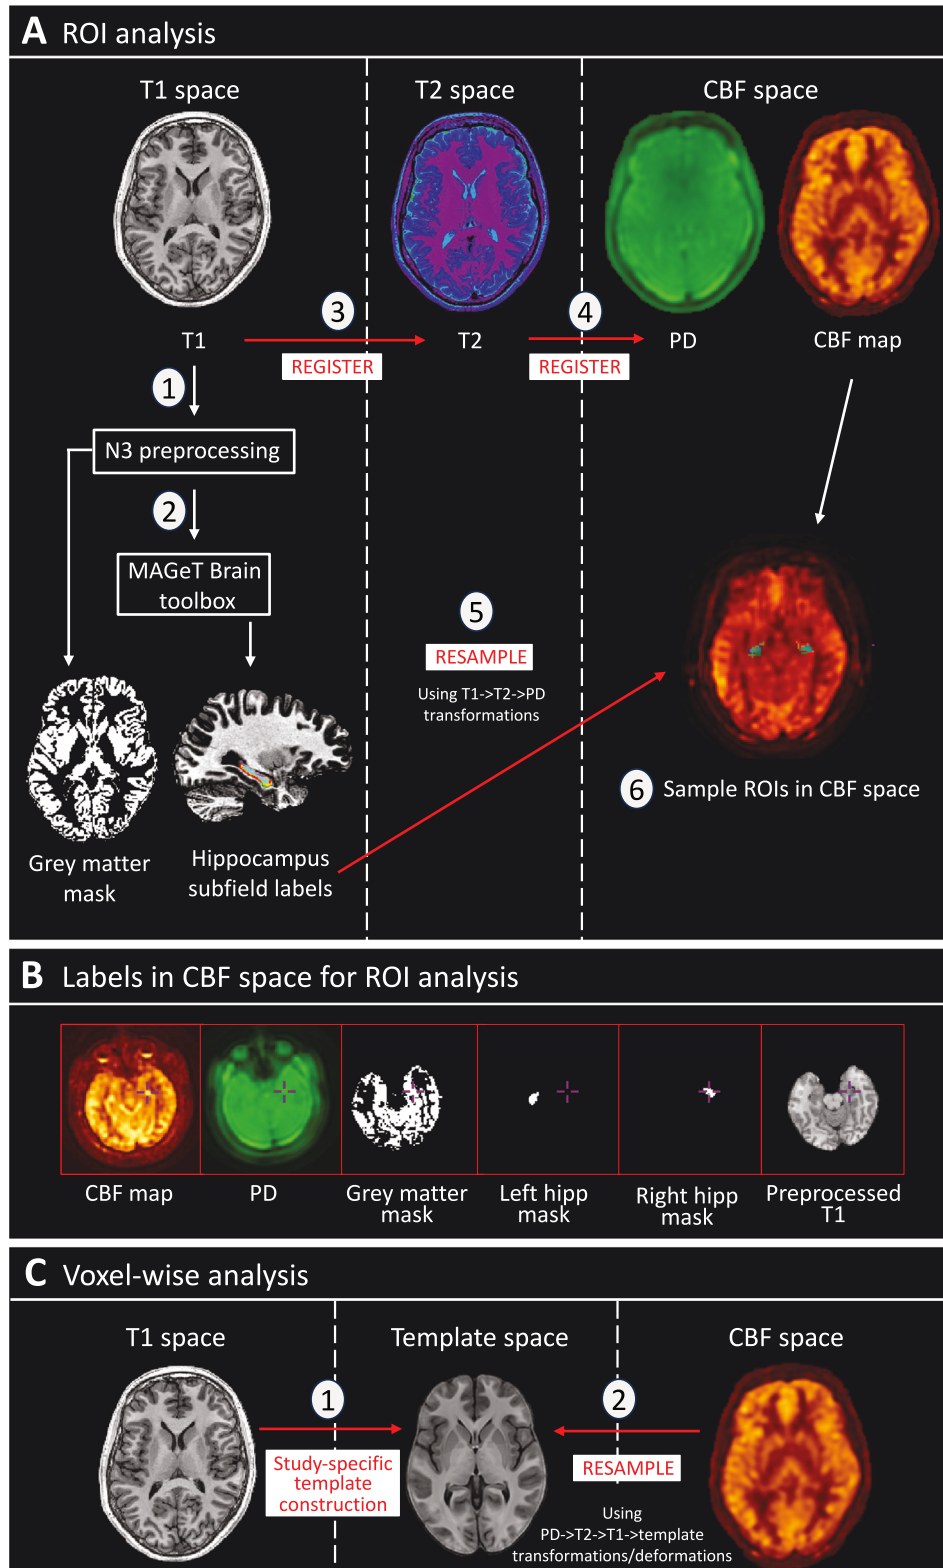 A ROI analysis
T1 space
T2 space
CBF space
3
4
T1
T2
PD
CBF map
REGISTER
REGISTER
1
N3 preprocessing
2
MAGeT Brain
toolbox
5
RESAMPLE
Using T1->T2->PD
transformations
6 Sample ROIs in CBF space
Grey matter
mask
Hippocampus
subfield labels
B Labels in CBF space for ROI analysis
CBF map
PD
Grey matter
mask
Left hipp
mask
Right hipp
mask
Preprocessed
T1
C Voxel-wise analysis
T1 space
Template space
CBF space
1
2
Study-specific
template
construction
RESAMPLE
Using
PD->T2->T1->template
transformations/deformations